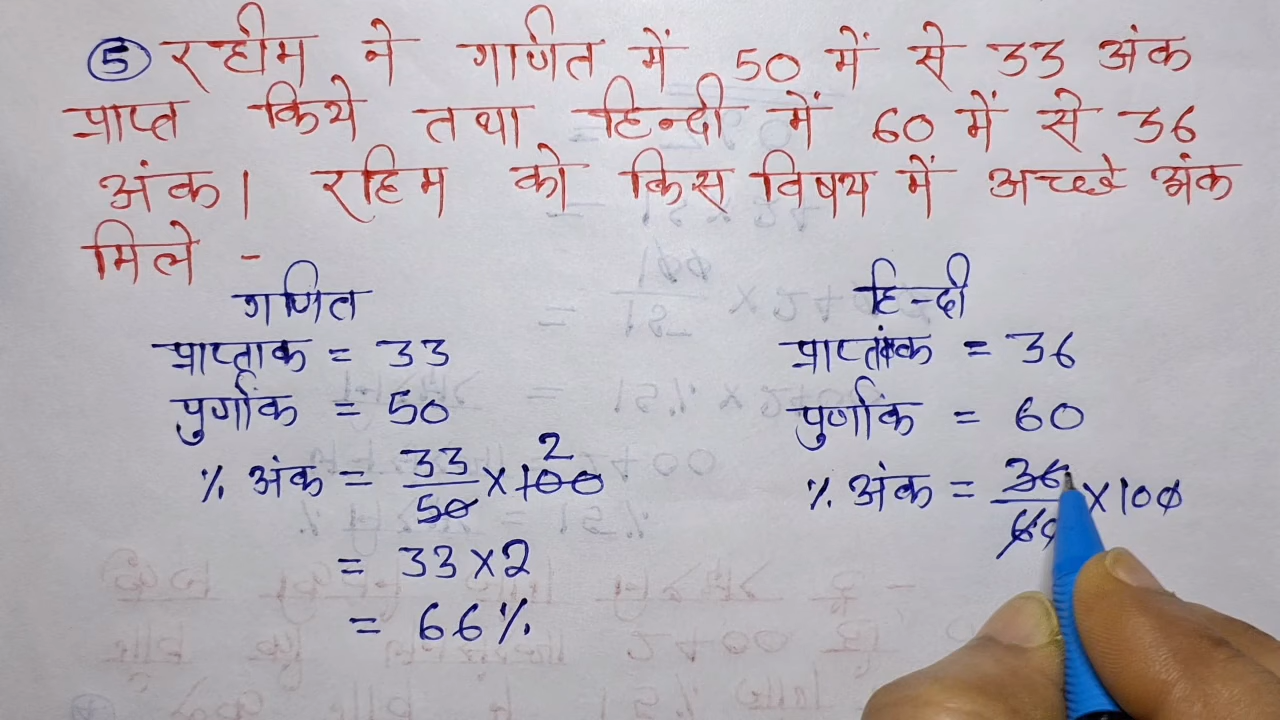 ⑤ रहीम ने गणित में 50 में से 33 अंक
प्राप्त किये तथा हिन्दी में 60 में से 36
अंक। रहिम को किस विषय में अच्छे अंक
मिले -
गणित
प्राप्ताक = 33
पुर्णांक = 50
% अंक = 33/50 × 100 2
= 33 × 2
= 66%
हिन्दी
प्राप्तांक = 36
पुर्णांक = 60
% अंक = 36/60 × 100